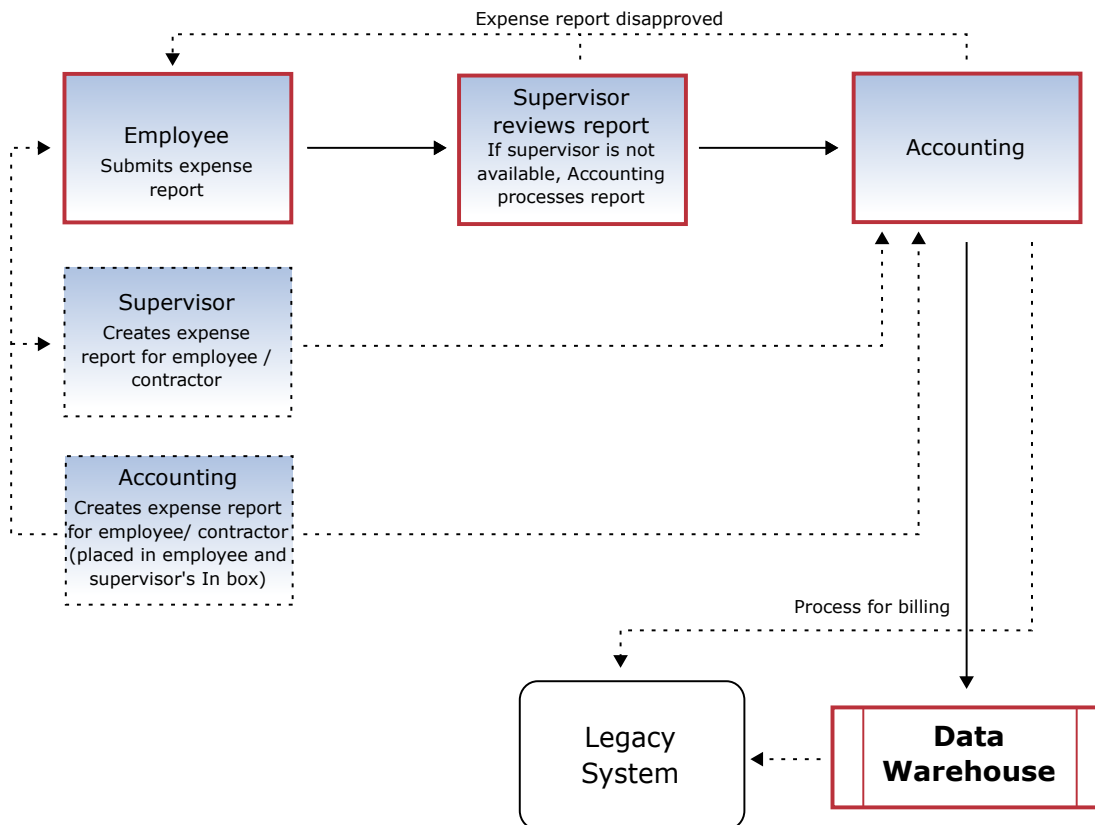 Expense report disapproved
Employee
Submits expense
report
Supervisor
reviews report
If supervisor is not
available, Accounting
processes report
Accounting
Supervisor
Creates expense
report for employee /
contractor
Accounting
Creates expense report
for employee/ contractor
(placed in employee and
supervisor's In box)
Process for billing
Legacy
System
Data
Warehouse